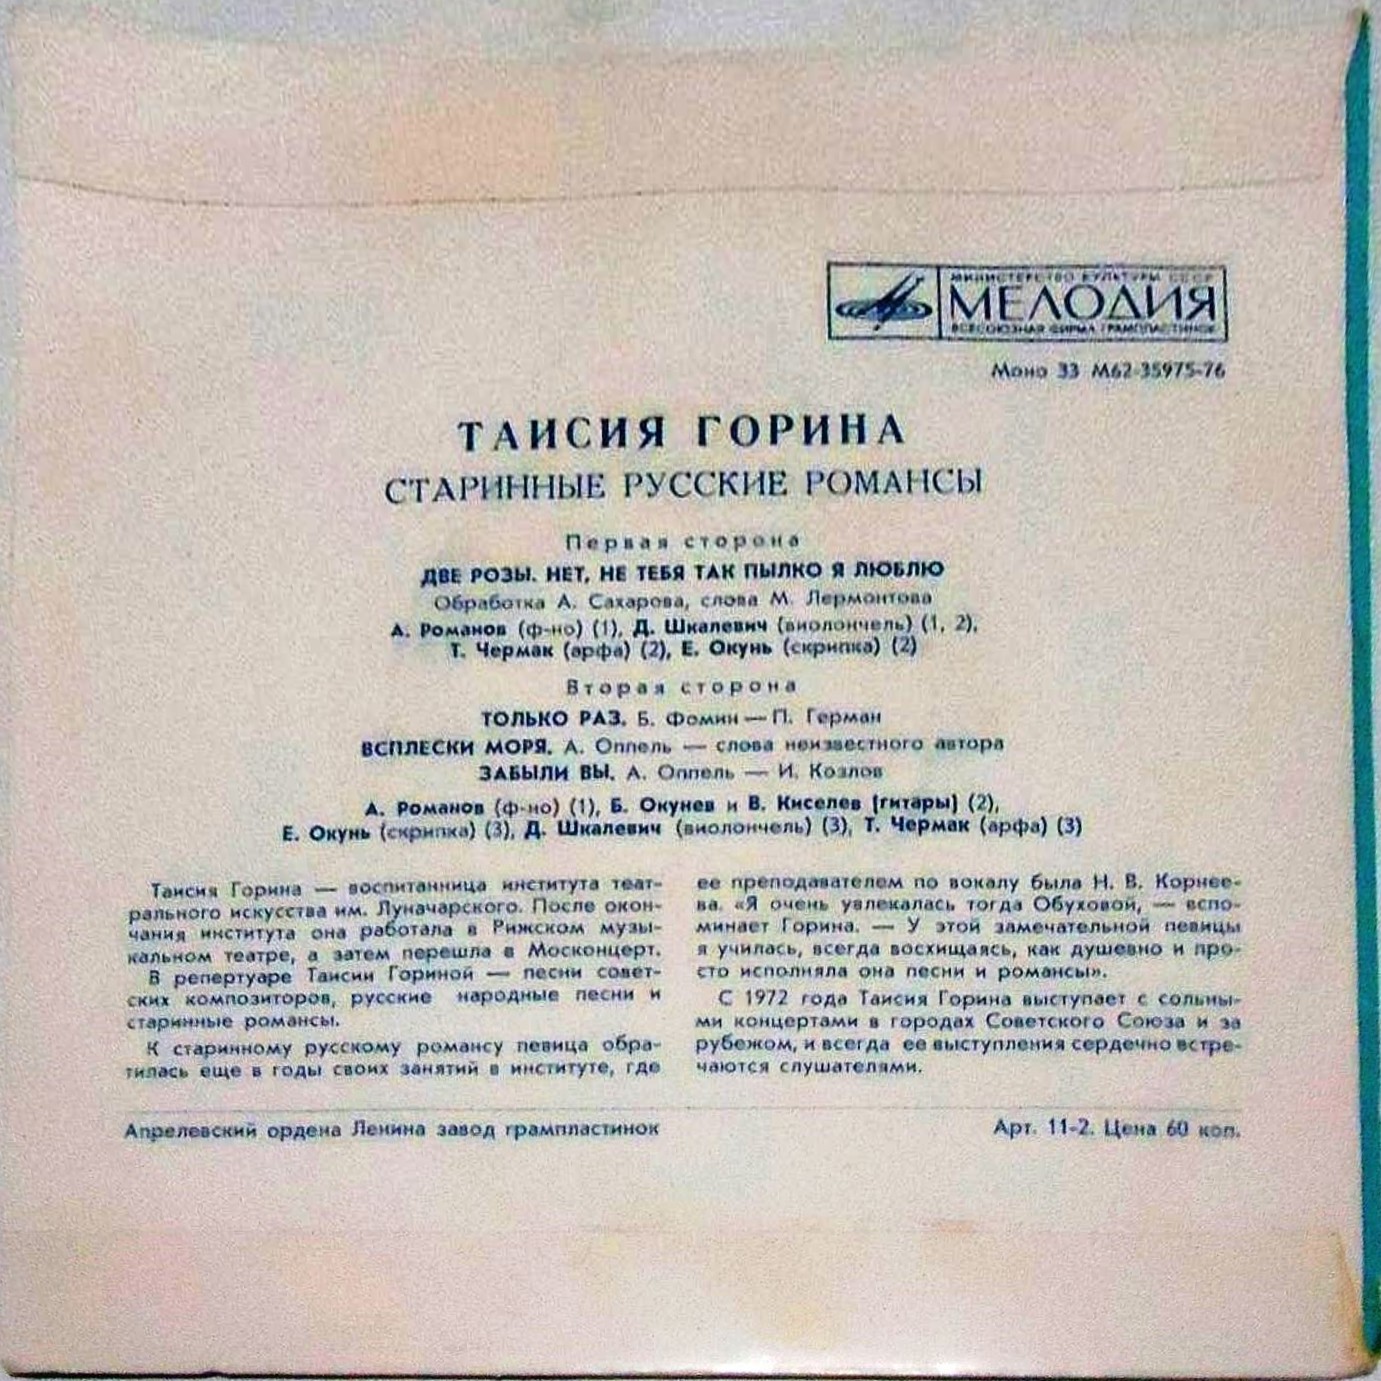 МИНИСТЕРСТВО КУЛЬТУРЫ СССР
МЕЛОДИЯ
ВСЕСОЮЗНАЯ ФИРМА ГРАМПЛАСТИНОК
Моно 33 М62-35975-76
ТАИСИЯ ГОРИНА
СТАРИННЫЕ РУССКИЕ РОМАНСЫ
Первая сторона
ДВЕ РОЗЫ. НЕТ, НЕ ТЕБЯ ТАК ПЫЛКО Я ЛЮБЛЮ
Обработка А. Сахарова, слова М. Лермонтова
А. Романов (ф-но) (1), Д. Шкалевич (виолончель) (1, 2),
Т. Чермак (арфа) (2), Е. Окунь (скрипка) (2)
Вторая сторона
ТОЛЬКО РАЗ. Б. Фомин — П. Герман
ВСПЛЕСКИ МОРЯ. А. Оппель — слова неизвестного автора
ЗАБЫЛИ ВЫ. А. Оппель — И. Козлов
А. Романов (ф-но) (1), Б. Окунев и В. Киселев (гитары) (2),
Е. Окунь (скрипка) (3), Д. Шкалевич (виолончель) (3), Т. Чермак (арфа) (3)
Таисия Горина — воспитанница института теат-
рального искусства им. Луначарского. После окон-
чания института она работала в Рижском музы-
кальном театре, а затем перешла в Москонцерт.
В репертуаре Таисии Гориной — песни совет-
ских композиторов, русские народные песни и
старинные романсы.
К старинному русскому романсу певица обра-
тилась еще в годы своих занятий в институте, где
ее преподавателем по вокалу была Н. В. Корнее-
ва. «Я очень увлекалась тогда Обуховой, — вспо-
минает Горина. — У этой замечательной певицы
я училась, всегда восхищаясь, как душевно и про-
сто исполняла она песни и романсы».
С 1972 года Таисия Горина выступает с сольны-
ми концертами в городах Советского Союза и за
рубежом, и всегда ее выступления сердечно встре-
чаются слушателями.
Апрелевский ордена Ленина завод грампластинок
Арт. 11-2. Цена 60 коп.